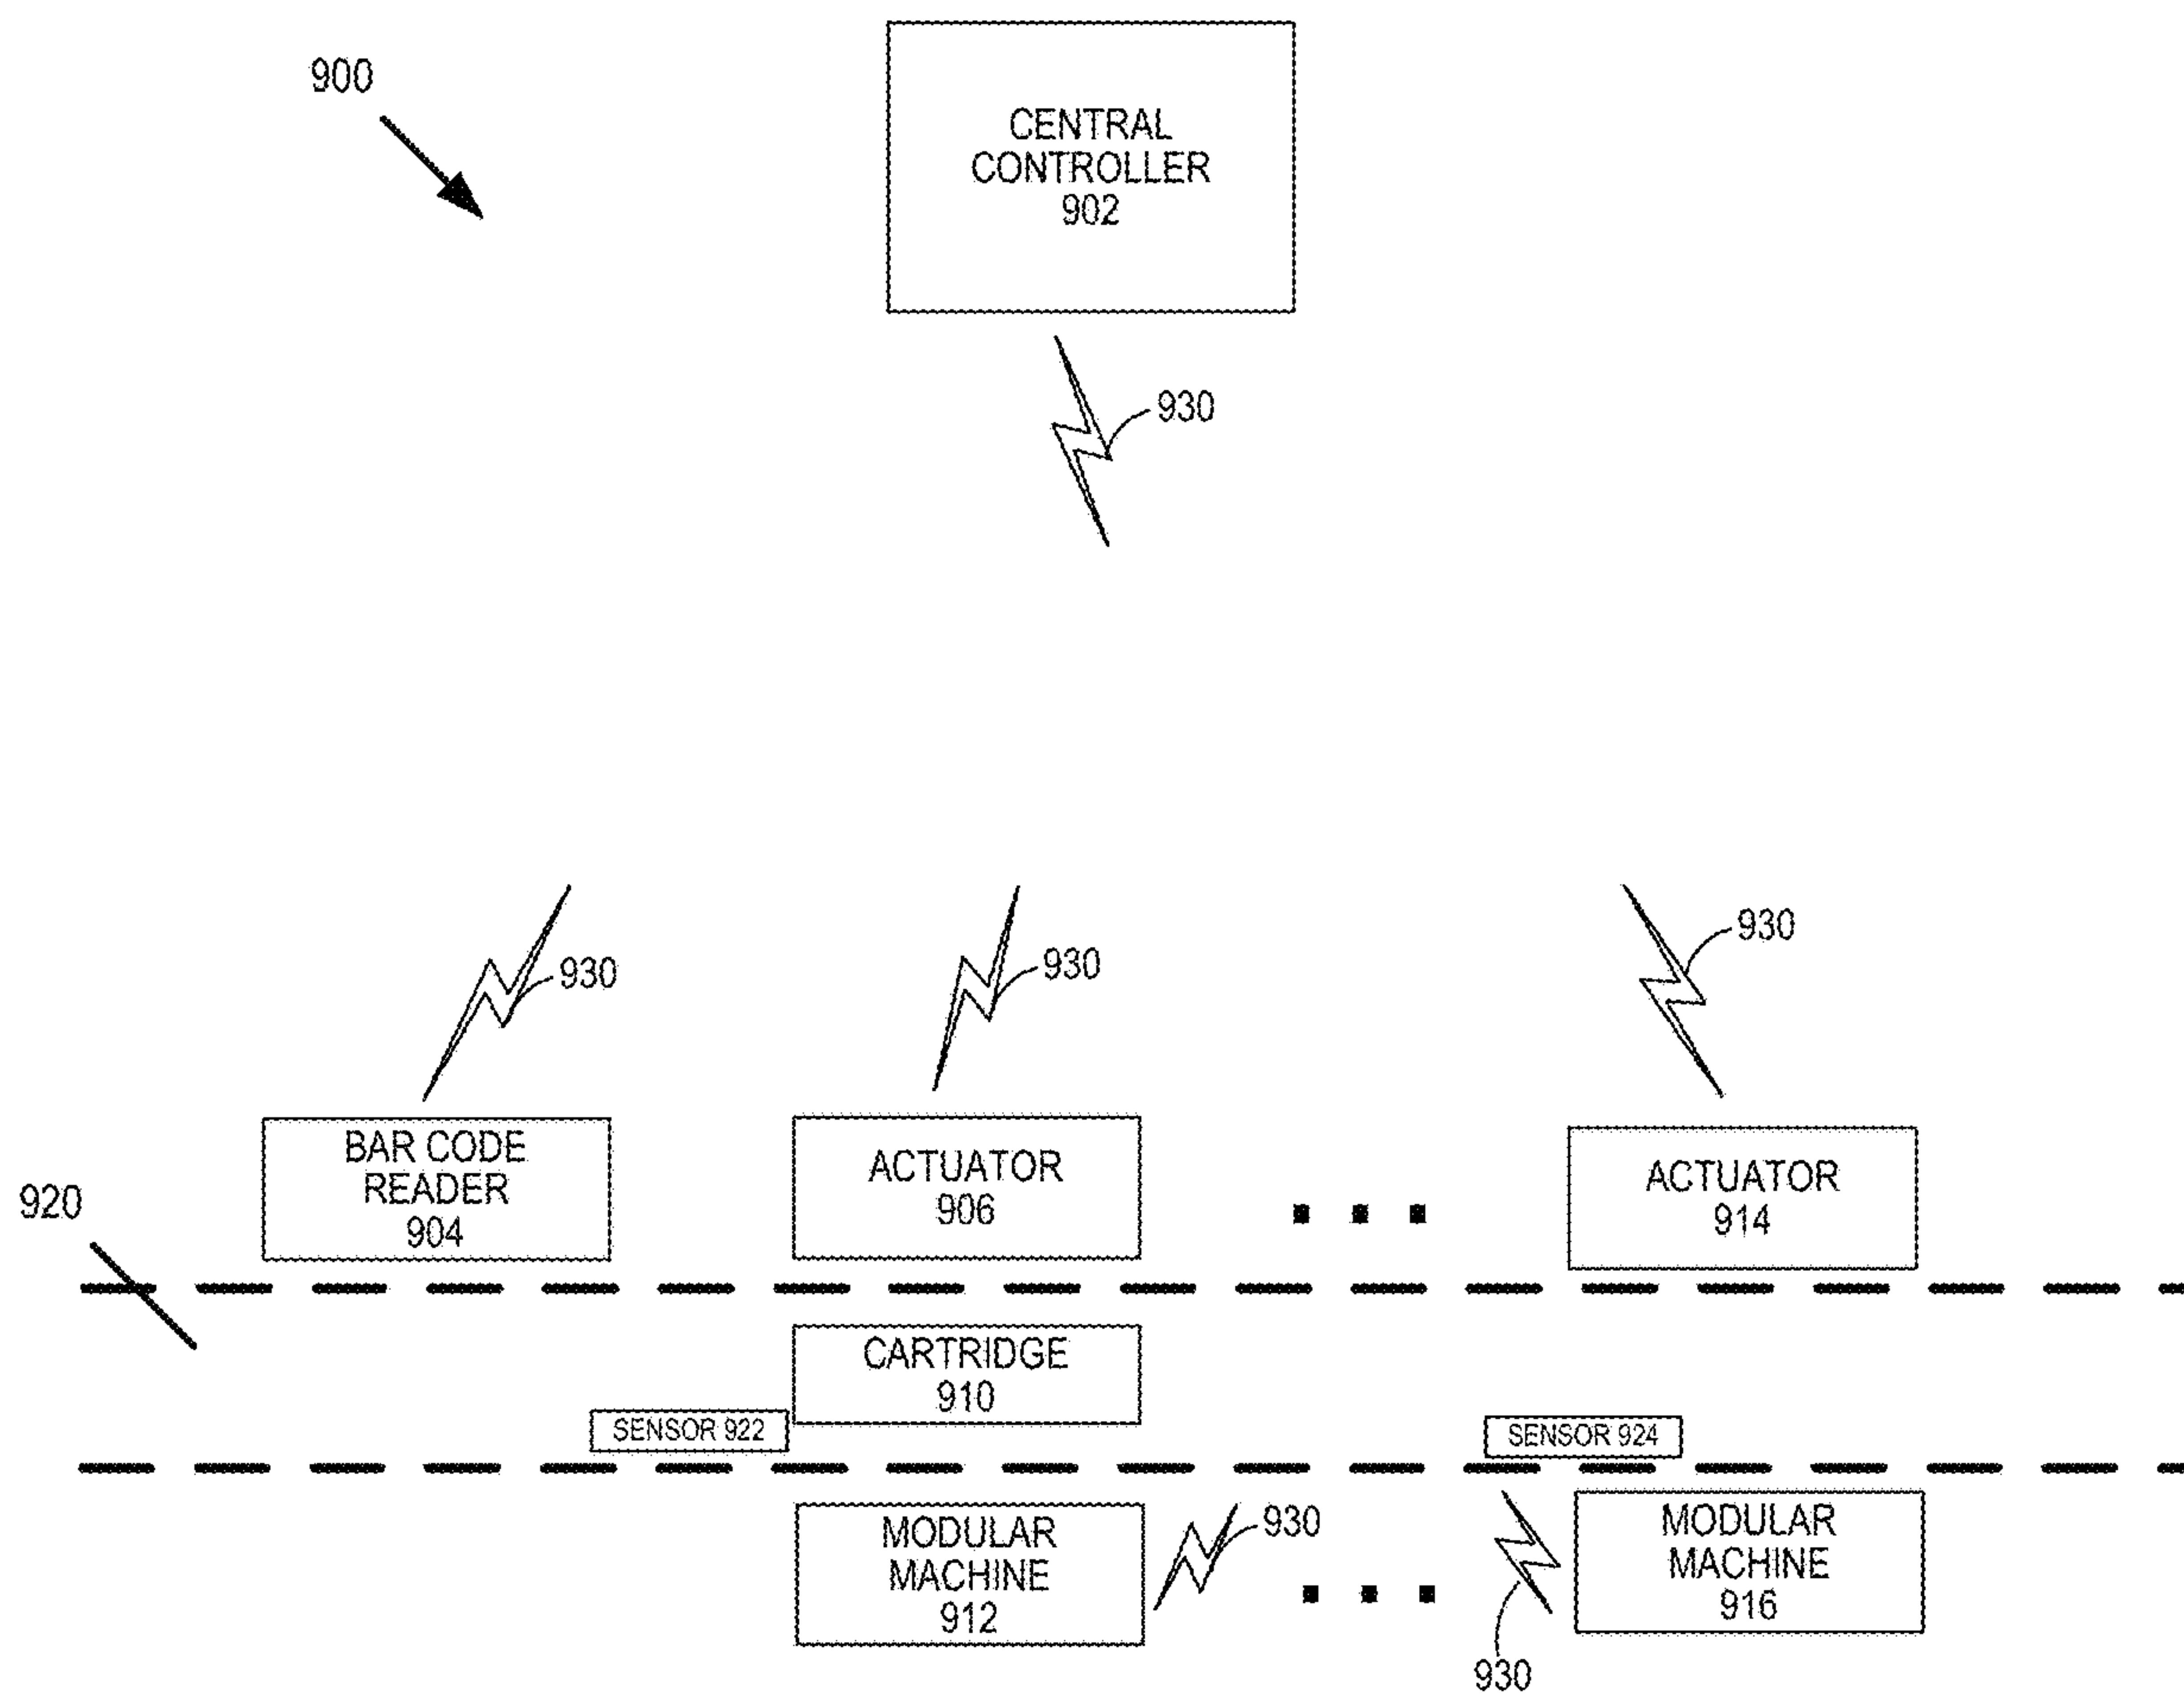 900
CENTRAL
CONTROLLER
902
930
930
930
930
BAR CODE
READER
904
ACTUATOR
906
ACTUATOR
914
920
CARTRIDGE
910
SENSOR 922
SENSOR 924
MODULAR
MACHINE
912
930
930
MODULAR
MACHINE
916